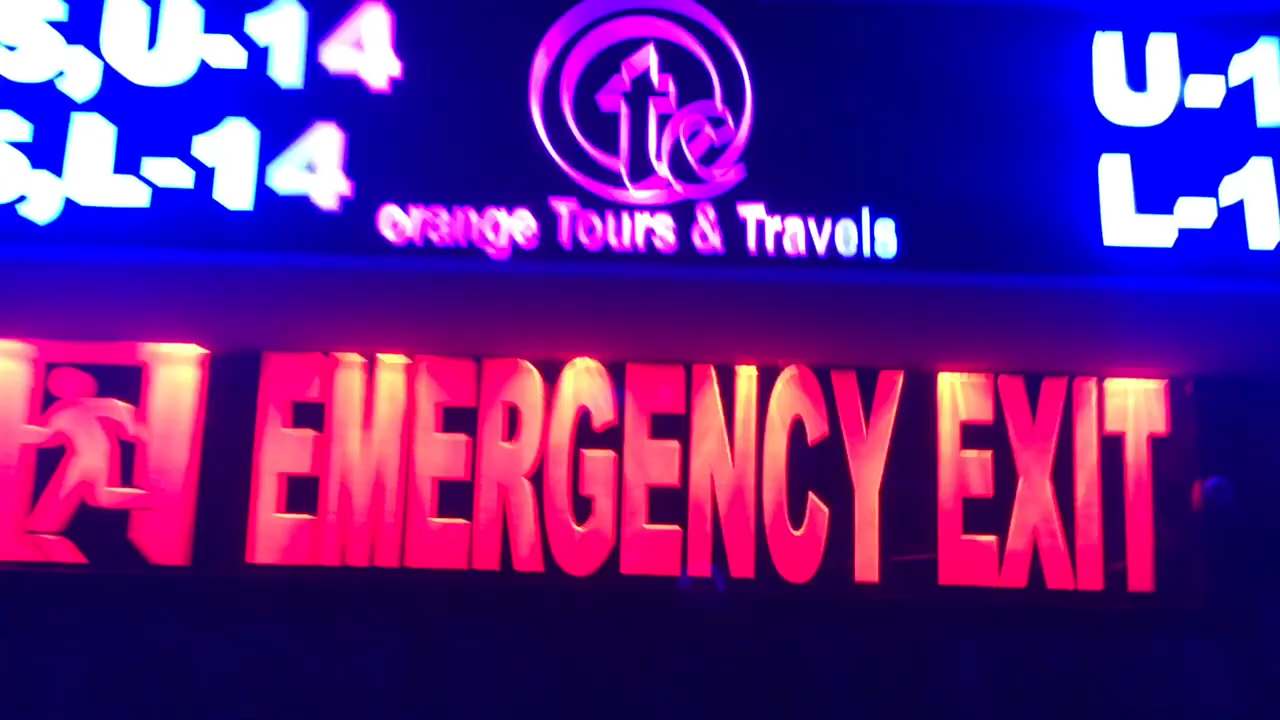 U-14
L-14
tc
orange Tours & Travels
U-1
L-1
EMERGENCY EXIT